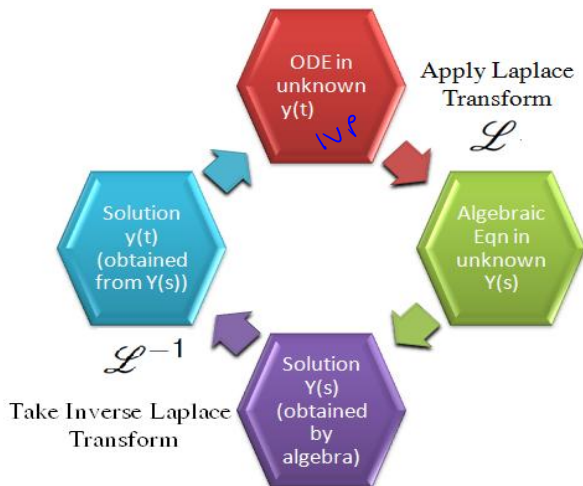 ODE in
unknown
y(t)
IVP
Apply Laplace
Transform
ℒ
Algebraic
Eqn in
unknown
Y(s)
Solution
Y(s)
(obtained
by
algebra)
ℒ⁻¹
Take Inverse Laplace
Transform
Solution
y(t)
(obtained
from Y(s))